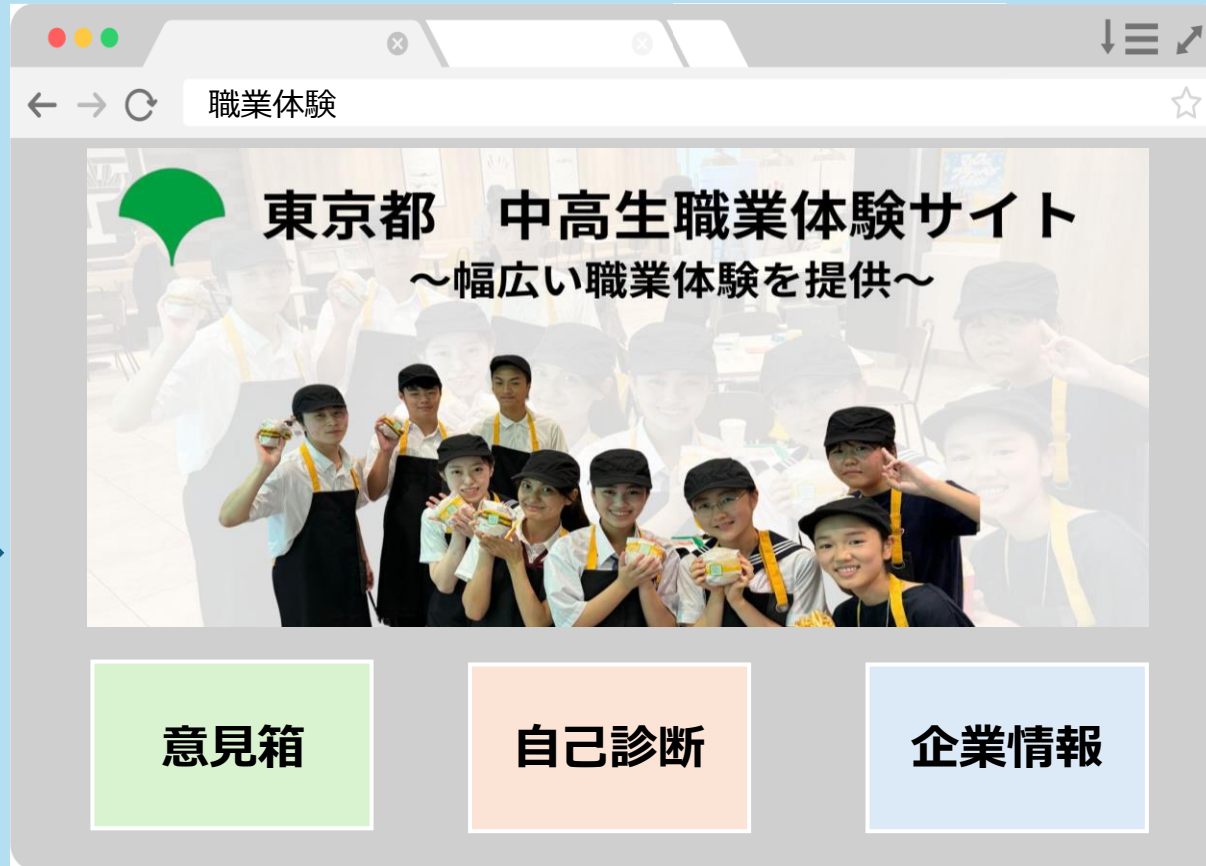 職業体験
東京都　中高生職業体験サイト
～幅広い職業体験を提供～
意見箱
自己診断
企業情報